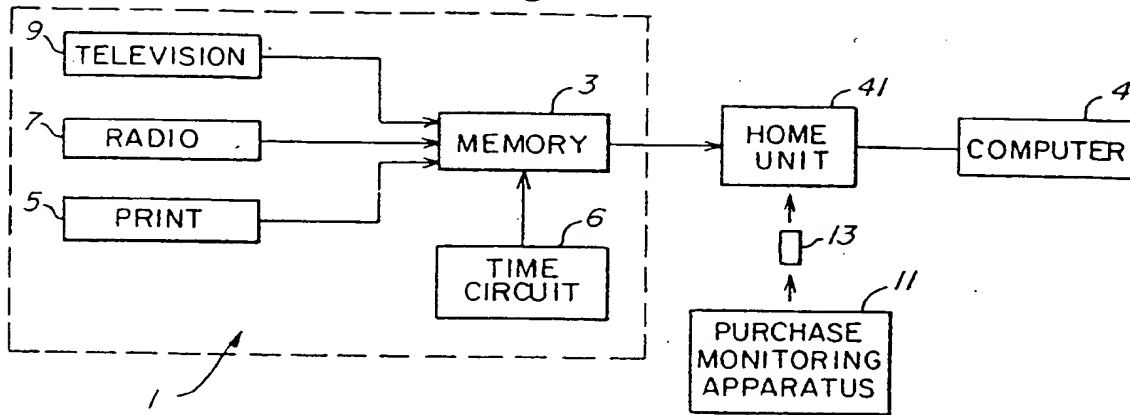 9
TELEVISION
7
RADIO
5
PRINT
3
MEMORY
6
TIME
CIRCUIT
1
41
HOME
UNIT
4
COMPUTER
13
11
PURCHASE
MONITORING
APPARATUS